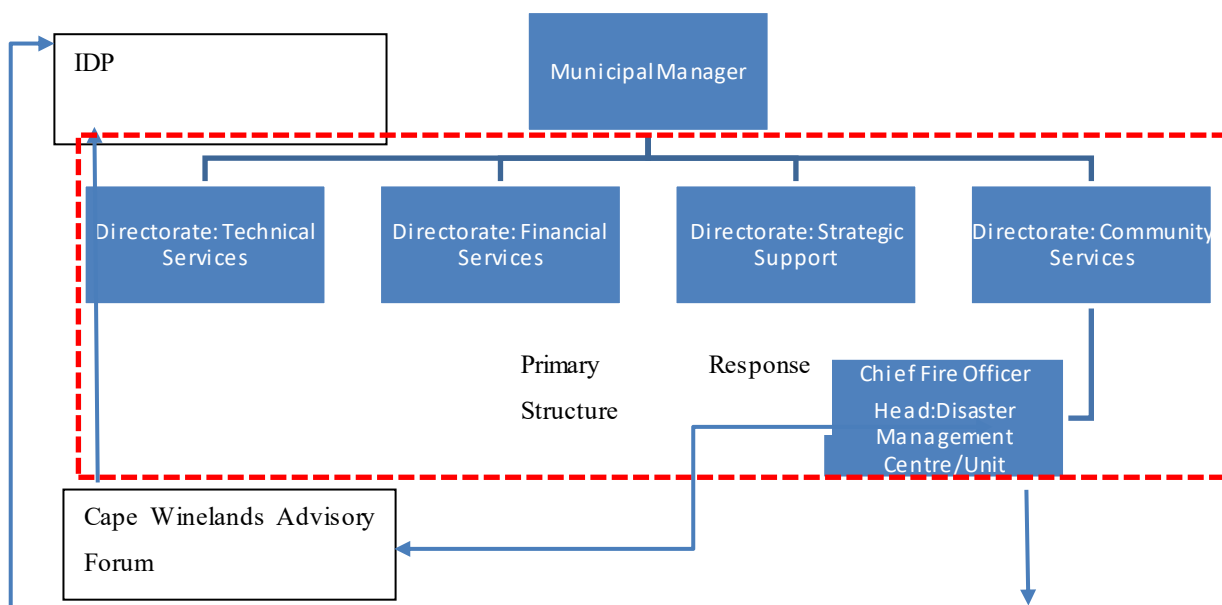 IDP
Municipal Manager
Directorate: Technical
Services
Directorate: Financial
Services
Directorate: Strategic
Support
Directorate: Community
Services
Primary Response
Structure
Chief Fire Officer
Head:Disaster
Management
Centre/Unit
Cape Winelands Advisory
Forum